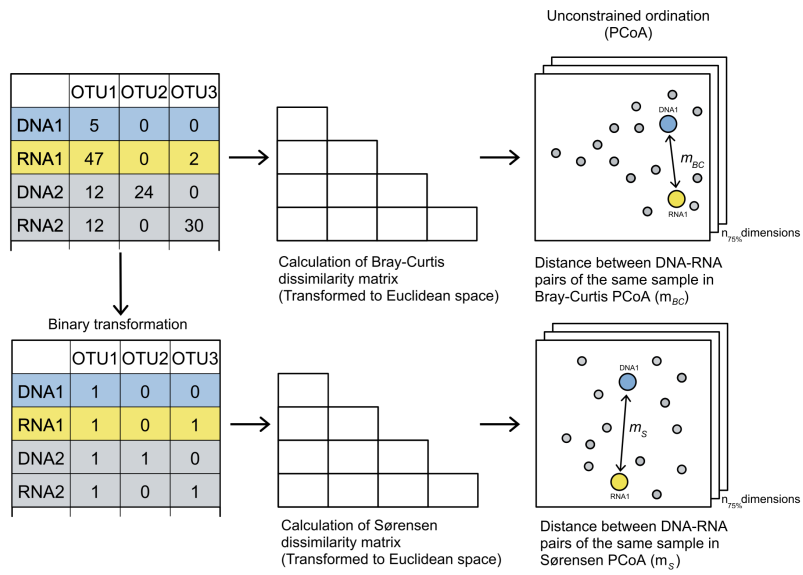 Unconstrained ordination
(PCoA)
OTU1 OTU2 OTU3
DNA1 5 0 0
RNA1 47 0 2
DNA2 12 24 0
RNA2 12 0 30
DNA1
m_BC
RNA1
n_75% dimensions
Calculation of Bray-Curtis
dissimilarity matrix
(Transformed to Euclidean space)
Distance between DNA-RNA
pairs of the same sample in
Bray-Curtis PCoA (m_BC)
Binary transformation
OTU1 OTU2 OTU3
DNA1 1 0 0
RNA1 1 0 1
DNA2 1 1 0
RNA2 1 0 1
DNA1
m_S
RNA1
n_75% dimensions
Calculation of Sørensen
dissimilarity matrix
(Transformed to Euclidean space)
Distance between DNA-RNA
pairs of the same sample in
Sørensen PCoA (m_S)